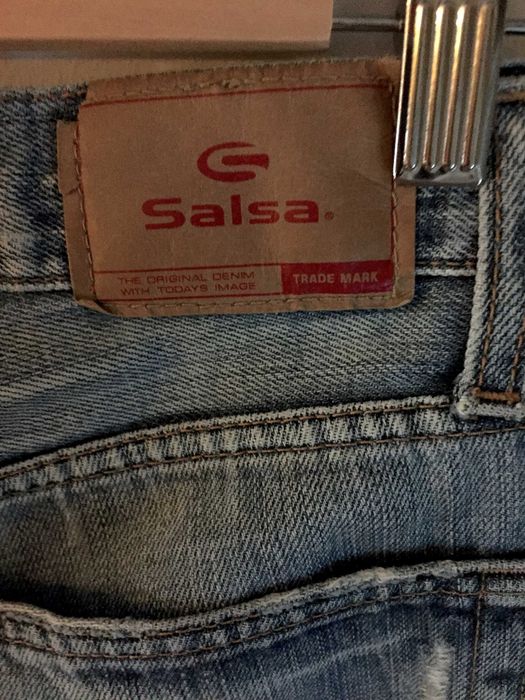 Salsa®
THE ORIGINAL DENIM
WITH TODAYS IMAGE
TRADE MARK